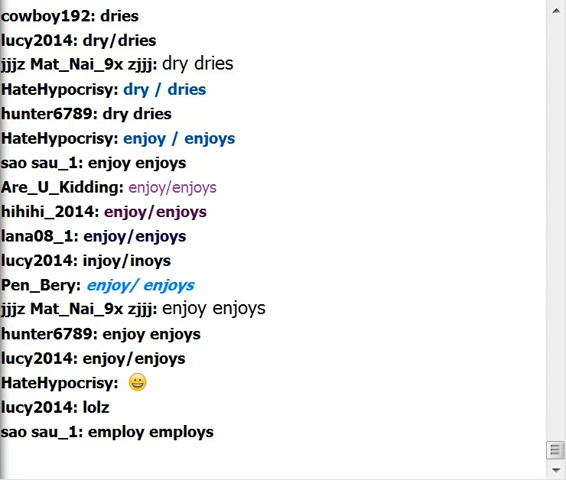 cowboy192: dries
lucy2014: dry/dries
jjjz Mat_Nai_9x zjjj: dry dries
HateHypocrisy: dry / dries
hunter6789: dry dries
HateHypocrisy: enjoy / enjoys
sao sau_1: enjoy enjoys
Are_U_Kidding: enjoy/enjoys
hihihi_2014: enjoy/enjoys
lana08_1: enjoy/enjoys
lucy2014: injoy/inoys
Pen_Bery: enjoy/ enjoys
jjjz Mat_Nai_9x zjjj: enjoy enjoys
hunter6789: enjoy enjoys
lucy2014: enjoy/enjoys
HateHypocrisy: 😀
lucy2014: lolz
sao sau_1: employ employs